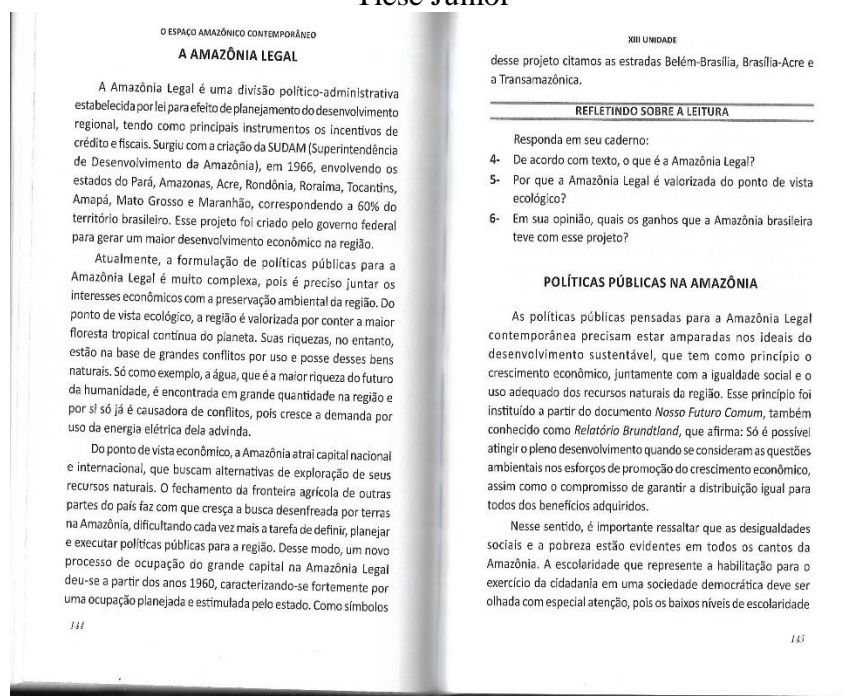 Tiese Junior
O ESPAÇO AMAZÔNICO CONTEMPORÂNEO
A AMAZÔNIA LEGAL
A Amazônia Legal é uma divisão político-administrativa
estabelecida por lei para efeito de planejamento do desenvolvimento
regional, tendo como principais instrumentos os incentivos de
crédito e fiscais. Surgiu com a criação da SUDAM (Superintendência
de Desenvolvimento da Amazônia), em 1966, envolvendo os
estados do Pará, Amazonas, Acre, Rondônia, Roraima, Tocantins,
Amapá, Mato Grosso e Maranhão, correspondendo a 60% do
território brasileiro. Esse projeto foi criado pelo governo federal
para gerar um maior desenvolvimento econômico na região.
Atualmente, a formulação de políticas públicas para a
Amazônia Legal é muito complexa, pois é preciso juntar os
interesses econômicos com a preservação ambiental da região. Do
ponto de vista ecológico, a região é valorizada por conter a maior
floresta tropical contínua do planeta. Suas riquezas, no entanto,
estão na base de grandes conflitos por uso e posse desses bens
naturais. Só como exemplo, a água, que é a maior riqueza do futuro
da humanidade, é encontrada em grande quantidade na região e
por si só já é causadora de conflitos, pois cresce a demanda por
uso da energia elétrica dela advinda.
Do ponto de vista econômico, a Amazônia atrai capital nacional
e internacional, que buscam alternativas de exploração de seus
recursos naturais. O fechamento da fronteira agrícola de outras
partes do país faz com que cresça a busca desenfreada por terras
na Amazônia, dificultando cada vez mais a tarefa de definir, planejar
e executar políticas públicas para a região. Desse modo, um novo
processo de ocupação do grande capital na Amazônia Legal
deu-se a partir dos anos 1960, caracterizando-se fortemente por
uma ocupação planejada e estimulada pelo estado. Como símbolos
144
XIII UNIDADE
desse projeto citamos as estradas Belém-Brasília, Brasília-Acre e
a Transamazônica.
REFLETINDO SOBRE A LEITURA
Responda em seu caderno:
4- De acordo com texto, o que é a Amazônia Legal?
5- Por que a Amazônia Legal é valorizada do ponto de vista
ecológico?
6- Em sua opinião, quais os ganhos que a Amazônia brasileira
teve com esse projeto?
POLÍTICAS PÚBLICAS NA AMAZÔNIA
As políticas públicas pensadas para a Amazônia Legal
contemporânea precisam estar amparadas nos ideais do
desenvolvimento sustentável, que tem como princípio o
crescimento econômico, juntamente com a igualdade social e o
uso adequado dos recursos naturais da região. Esse princípio foi
instituído a partir do documento Nosso Futuro Comum, também
conhecido como Relatório Brundtland, que afirma: Só é possível
atingir o pleno desenvolvimento quando se consideram as questões
ambientais nos esforços de promoção do crescimento econômico,
assim como o compromisso de garantir a distribuição igual para
todos dos benefícios adquiridos.
Nesse sentido, é importante ressaltar que as desigualdades
sociais e a pobreza estão evidentes em todos os cantos da
Amazônia. A escolaridade que represente a habilitação para o
exercício da cidadania em uma sociedade democrática deve ser
olhada com especial atenção, pois os baixos níveis de escolaridade
145